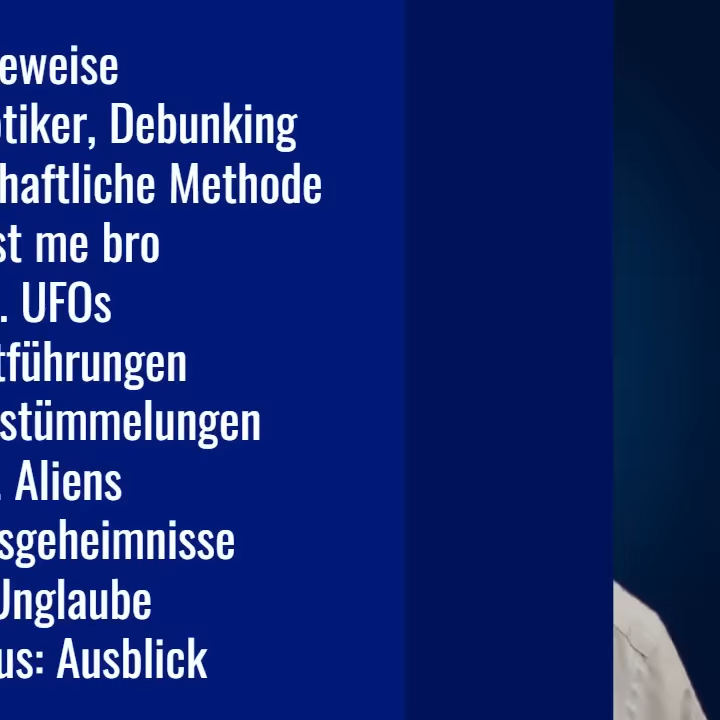 eweise
tiker, Debunking
haftliche Methode
st me bro
. UFOs
tführungen
stümmelungen
. Aliens
sgeheimnisse
Unglaube
us: Ausblick